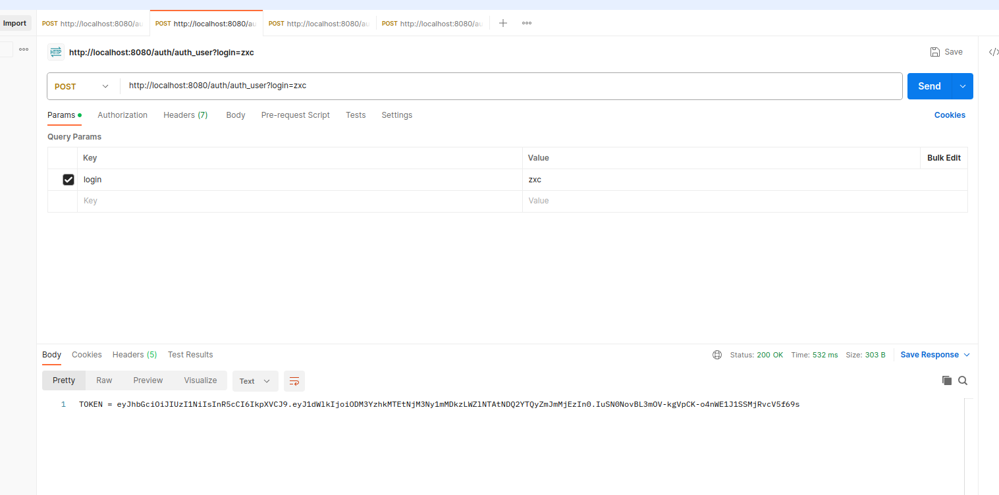 Import
POST http://localhost:8080/au
POST http://localhost:8080/au
POST http://localhost:8080/au
POST http://localhost:8080/au
HTTP http://localhost:8080/auth/auth_user?login=zxc
Save
POST http://localhost:8080/auth/auth_user?login=zxc
Send
Params Authorization Headers (7) Body Pre-request Script Tests Settings Cookies
Query Params
Key Value Bulk Edit
login zxc
Key Value
Body Cookies Headers (5) Test Results Status: 200 OK Time: 532 ms Size: 303 B Save Response
Pretty Raw Preview Visualize Text
1 TOKEN = eyJhbGciOiJIUzI1NiIsInR5cCI6IkpXVCJ9.eyJ1dWlkIjoiODM3YzhkMTEtNjM3Ny1mMDkzLWZlNTAtNDQ2YTQyZmJmMjEzIn0.IuSN0NovBL3mOV-kgVpCK-o4nWE1J1SSMjRvcV5f69s